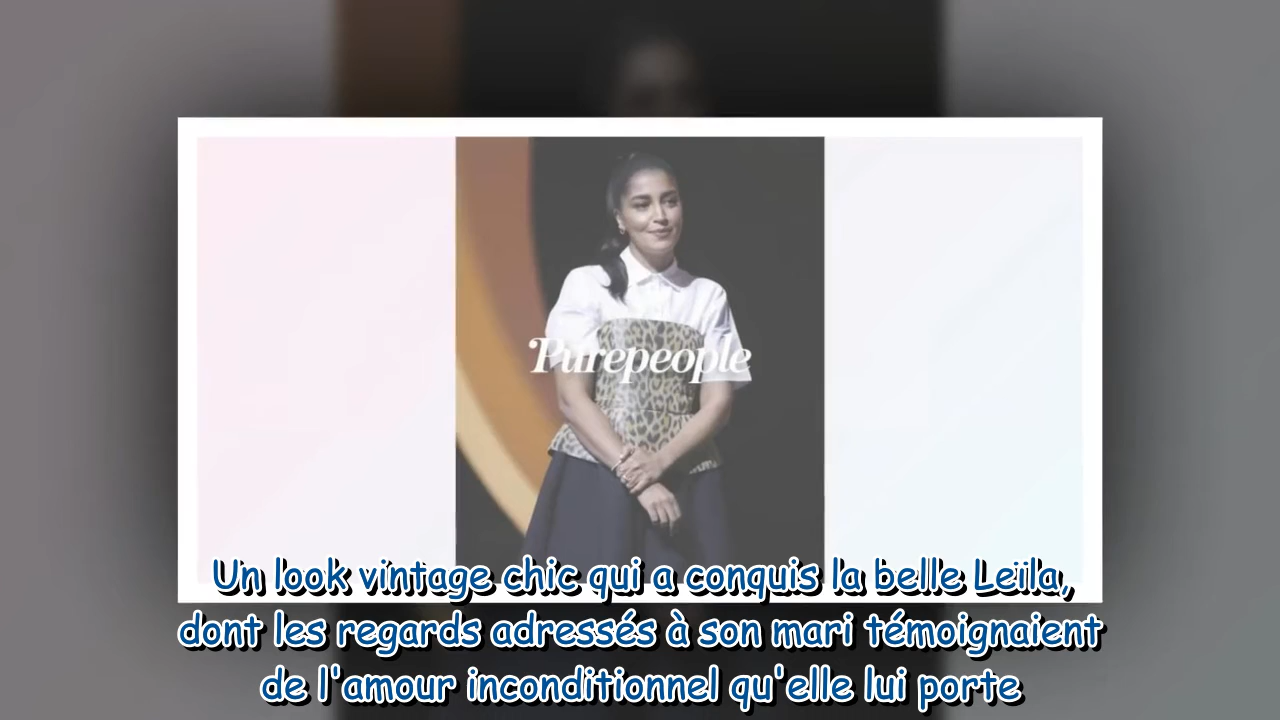 Purepeople
Un look vintage chic qui a conquis la belle Leïla,
dont les regards adressés à son mari témoignaient
de l'amour inconditionnel qu'elle lui porte